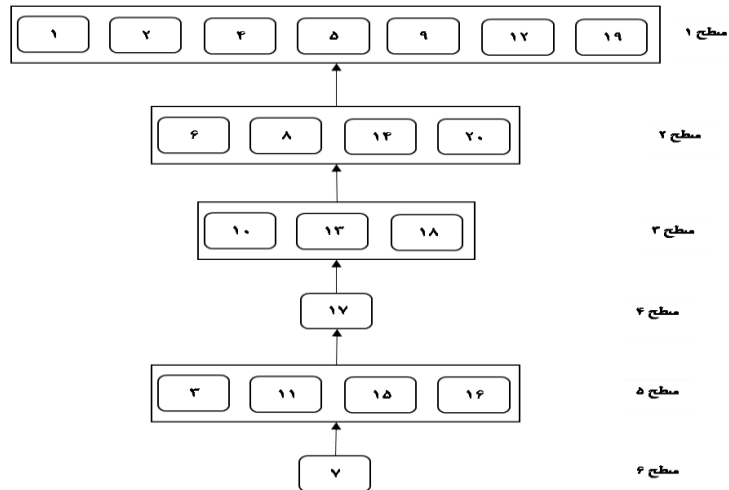 سطح ۱ ۱۹ ۱۲ ۹ ۵ ۴ ۲ ۱
سطح ۲ ۲۰ ۱۴ ۸ ۶
سطح ۳ ۱۸ ۱۳ ۱۰
سطح ۴ ۱۷
سطح ۵ ۱۶ ۱۵ ۱۱ ۳
سطح ۶ ۷